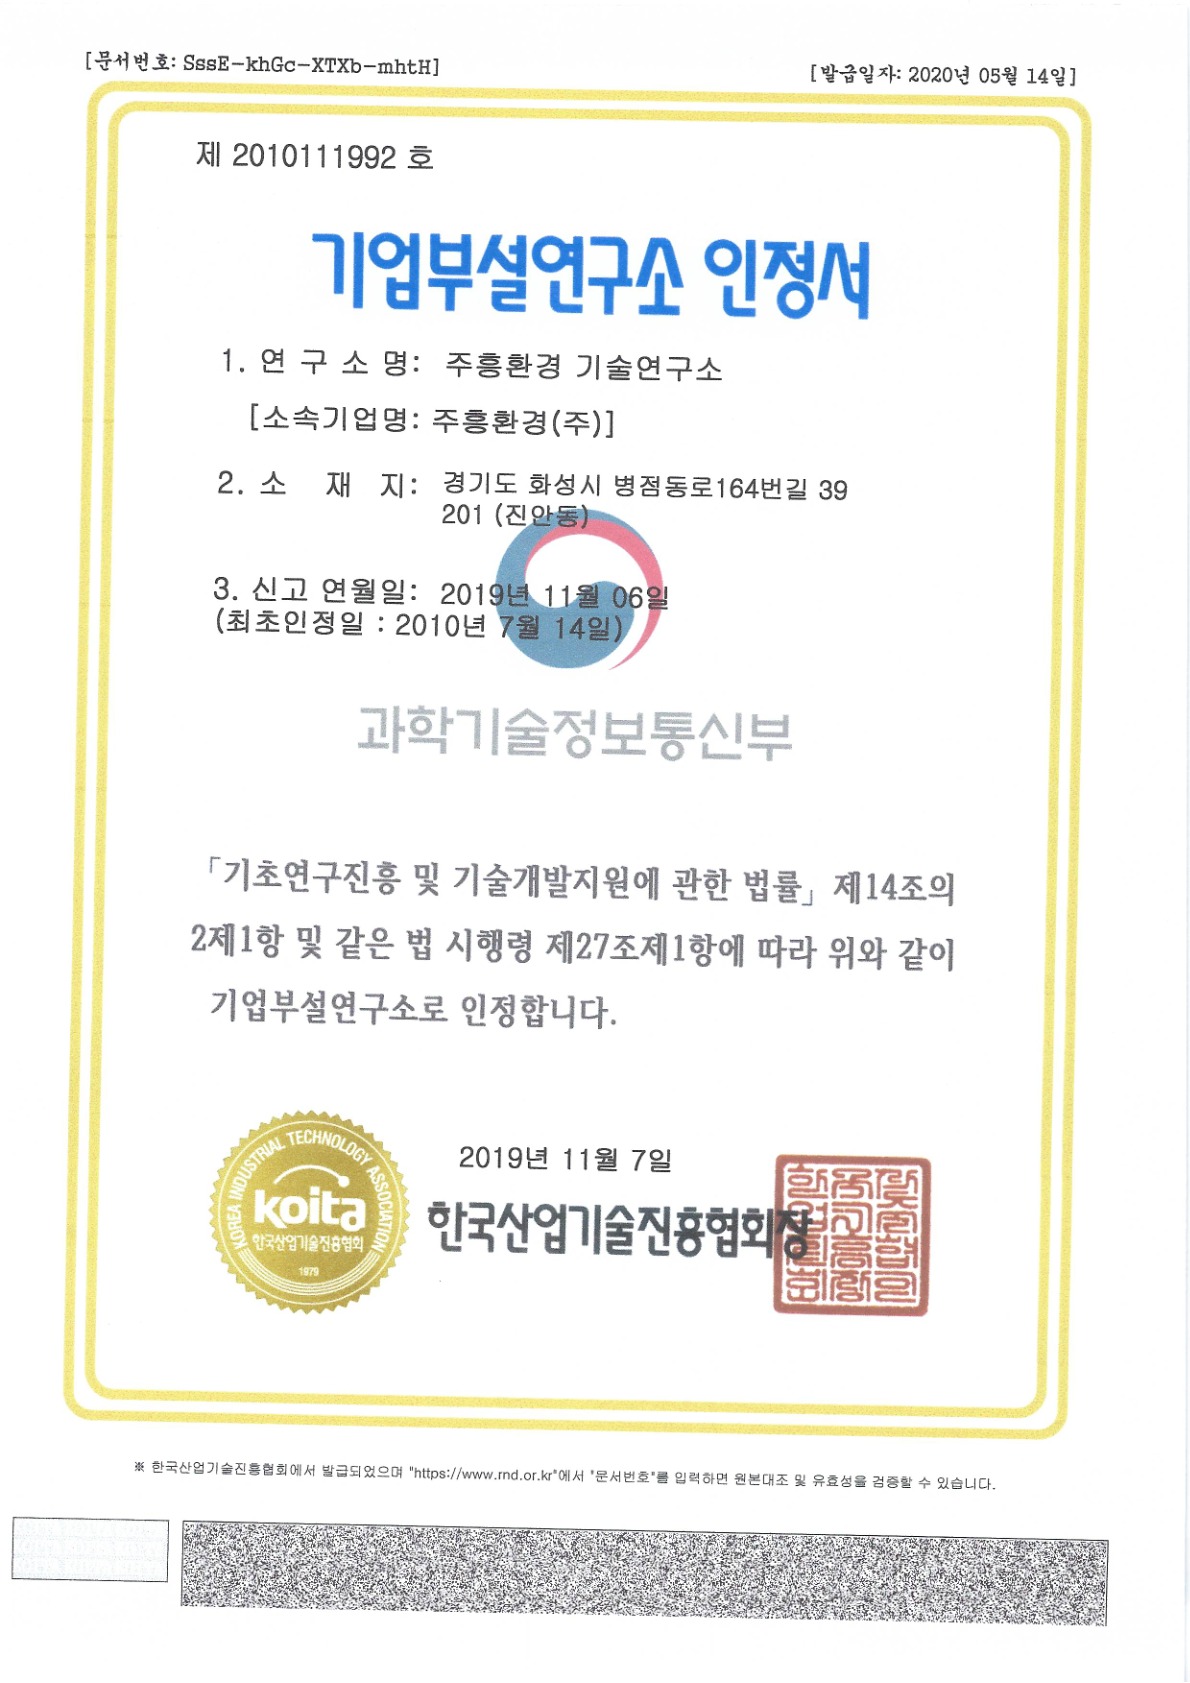 [문서번호: SssE-khGc-XTXb-mhtH]
[발급일자: 2020년 05월 14일]
제 2010111992 호
기업부설연구소 인정서
1. 연 구 소 명: 주흥환경 기술연구소
[소속기업명: 주흥환경(주)]
2. 소 재 지: 경기도 화성시 병점동로164번길 39
201 (진안동)
3. 신고 연월일: 2019년 11월 06일
(최초인정일 : 2010년 7월 14일)
과학기술정보통신부
「기초연구진흥 및 기술개발지원에 관한 법률」 제14조의
2제1항 및 같은 법 시행령 제27조제1항에 따라 위와 같이
기업부설연구소로 인정합니다.
2019년 11월 7일
한국산업기술진흥협회장
KOREA INDUSTRIAL TECHNOLOGY ASSOCIATION
koita
한국산업기술진흥협회
1979
※ 한국산업기술진흥협회에서 발급되었으며 "https://www.rnd.or.kr"에서 "문서번호"를 입력하면 원본대조 및 유효성을 검증할 수 있습니다.